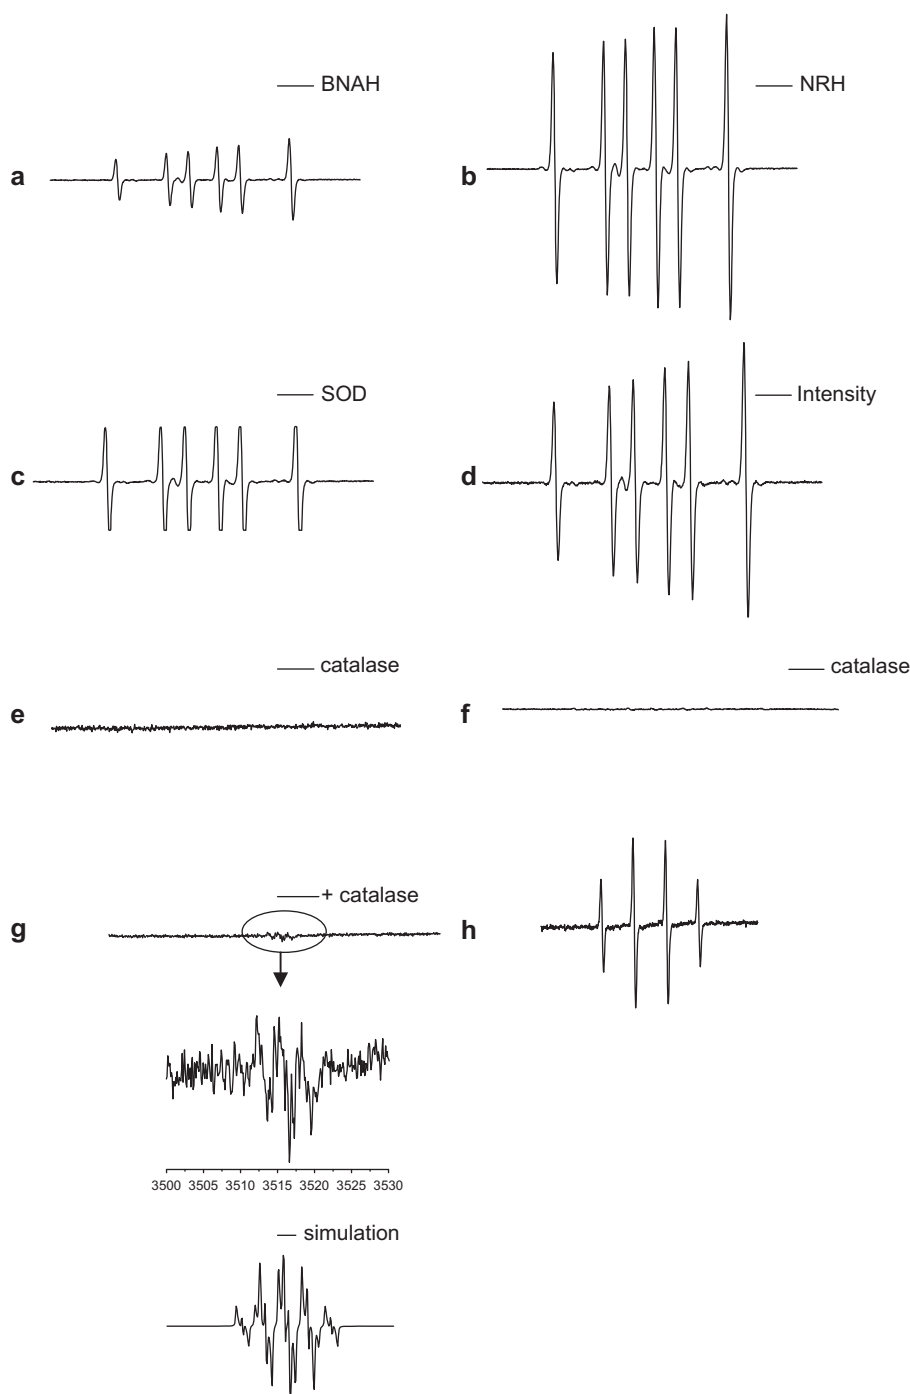 BNAH
NRH
a
b
SOD
Intensity
c
d
catalase
catalase
e
f
+ catalase
g
h
3500 3505 3510 3515 3520 3525 3530
simulation